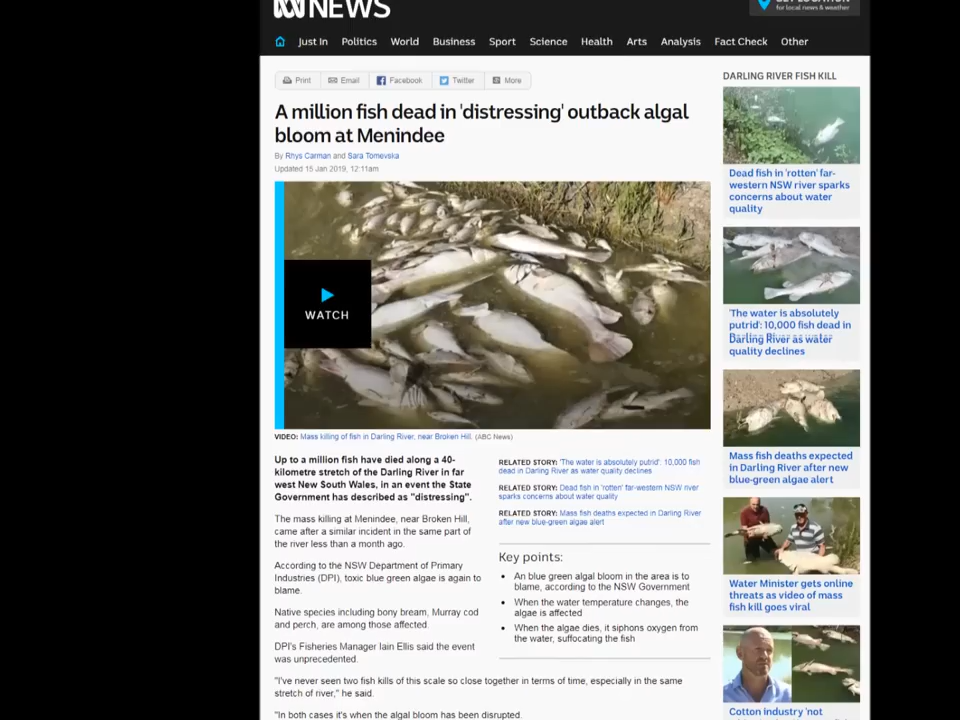 NEWS
for local news & weather
Just In Politics World Business Sport Science Health Arts Analysis Fact Check Other
Print Email Facebook Twitter More
A million fish dead in 'distressing' outback algal
bloom at Menindee
By Rhys Carman and Sara Tomevska
Updated 15 Jan 2019, 12:11am
WATCH
VIDEO: Mass killing of fish in Darling River, near Broken Hill. (ABC News)
Up to a million fish have died along a 40-
kilometre stretch of the Darling River in far
west New South Wales, in an event the State
Government has described as "distressing".
The mass killing at Menindee, near Broken Hill,
came after a similar incident in the same part of
the river less than a month ago.
According to the NSW Department of Primary
Industries (DPI), toxic blue green algae is again to
blame.
Native species including bony bream, Murray cod
and perch, are among those affected.
DPI's Fisheries Manager Iain Ellis said the event
was unprecedented.
"I've never seen two fish kills of this scale so close together in terms of time, especially in the same
stretch of river," he said.
"In both cases it's when the algal bloom has been disrupted.
RELATED STORY: 'The water is absolutely putrid': 10,000 fish
dead in Darling River as water quality declines
RELATED STORY: Dead fish in 'rotten' far-western NSW river
sparks concerns about water quality
RELATED STORY: Mass fish deaths expected in Darling River
after new blue-green algae alert
Key points:
An blue green algal bloom in the area is to
blame, according to the NSW Government
When the water temperature changes, the
algae is affected
When the algae dies, it siphons oxygen from
the water, suffocating the fish
DARLING RIVER FISH KILL
Dead fish in 'rotten' far-
western NSW river sparks
concerns about water
quality
'The water is absolutely
putrid': 10,000 fish dead in
Darling River as water
quality declines
Mass fish deaths expected
in Darling River after new
blue-green algae alert
Water Minister gets online
threats as video of mass
fish kill goes viral
Cotton industry 'not